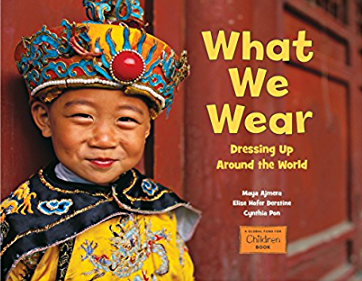 What
We
Wear
Dressing Up
Around the World
Maya Ajmera
Elise Hofer Derstine
Cynthia Pon
A GLOBAL FUND FOR
Children
BOOK